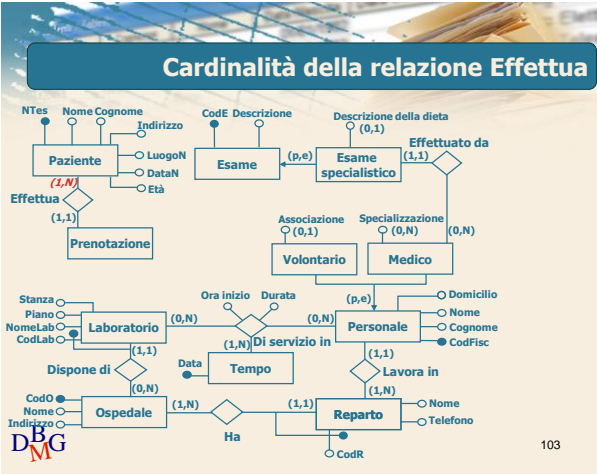 Cardinalità della relazione Effettua
NTes Nome Cognome
Indirizzo
Paziente
LuogoN
DataN
Età
(1,N)
Effettua
(1,1)
Prenotazione
CodE Descrizione
Esame
(p,e)
Descrizione della dieta
(0,1)
Esame
specialistico
(1,1)
Effettuato da
(0,N)
Associazione
(0,1)
Volontario
Specializzazione
(0,N)
Medico
(p,e)
Stanza
Piano
NomeLab
CodLab
Laboratorio
(0,N)
Ora inizio Durata
(0,N)
Di servizio in
(1,N)
Data
Tempo
Personale
Domicilio
Nome
Cognome
CodFisc
(1,1)
Dispone di
(0,N)
(1,1)
Lavora in
(1,N)
CodO
Nome
Indirizzo
Ospedale
(1,N)
Ha
(1,1)
Reparto
Nome
Telefono
CodR
DBMG
103